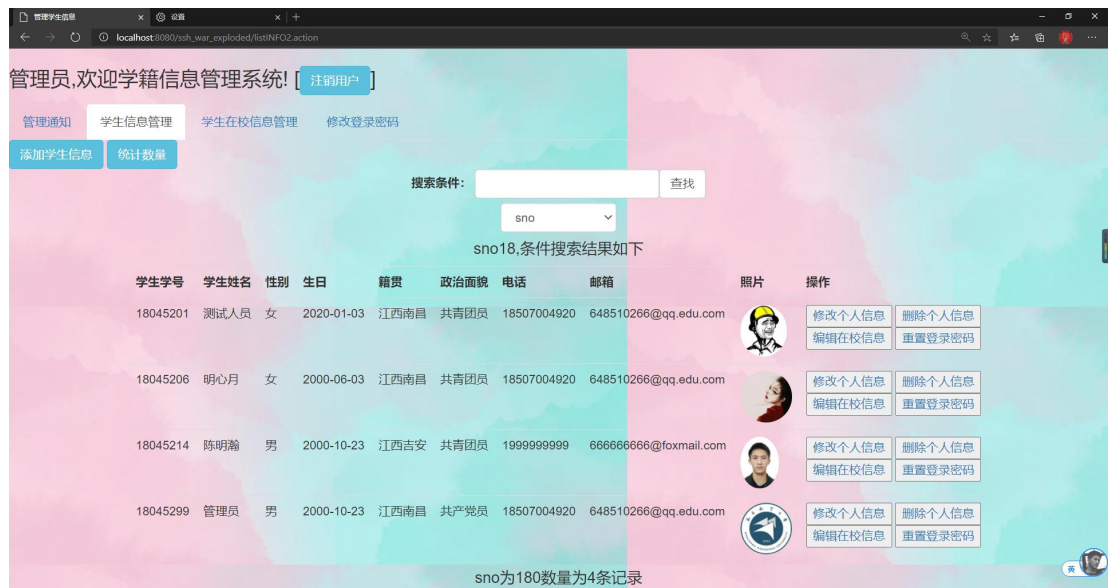 管理学生信息 × 设置 × +
localhost:8080/ssh_war_exploded/listINFO2.action
管理员,欢迎学籍信息管理系统! [ 注销用户 ]
管理通知 学生信息管理 学生在校信息管理 修改登录密码
添加学生信息 统计数量
搜索条件: 查找
sno
sno18,条件搜索结果如下
学生学号 学生姓名 性别 生日 籍贯 政治面貌 电话 邮箱 照片 操作
18045201 测试人员 女 2020-01-03 江西南昌 共青团员 18507004920 648510266@qq.edu.com 修改个人信息 删除个人信息
编辑在校信息 重置登录密码
18045206 明心月 女 2000-06-03 江西南昌 共青团员 18507004920 648510266@qq.edu.com 修改个人信息 删除个人信息
编辑在校信息 重置登录密码
18045214 陈明瀚 男 2000-10-23 江西吉安 共青团员 1999999999 666666666@foxmail.com 修改个人信息 删除个人信息
编辑在校信息 重置登录密码
18045299 管理员 男 2000-10-23 江西南昌 共产党员 18507004920 648510266@qq.edu.com 修改个人信息 删除个人信息
编辑在校信息 重置登录密码
sno为180数量为4条记录
英